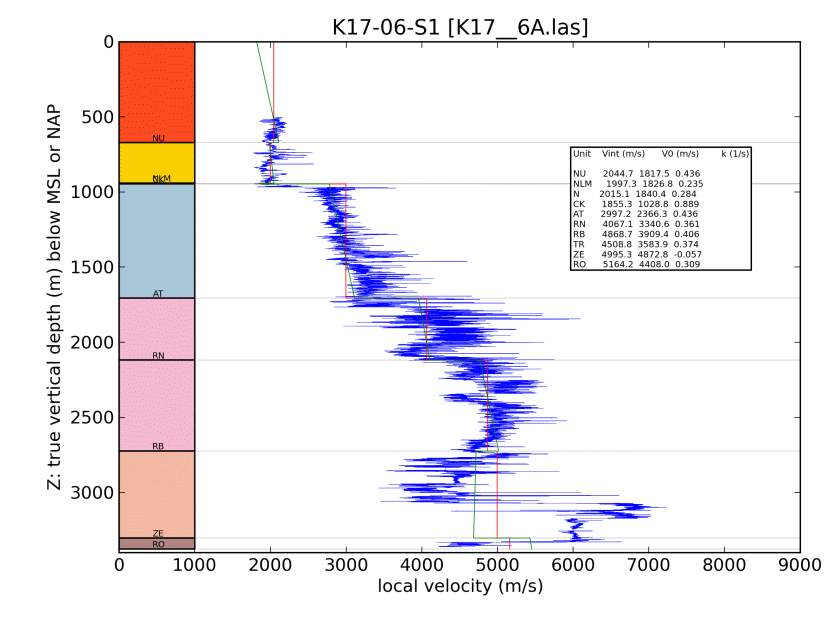 K17-06-S1 [K17__6A.las]
Z: true vertical depth (m) below MSL or NAP
0
500
1000
1500
2000
2500
3000
NU
NLM
AT
RN
RB
ZE
RO
Unit Vint (m/s) V0 (m/s) k (1/s)
NU 2044.7 1817.5 0.436
NLM 1997.3 1826.8 0.235
N 2015.1 1840.4 0.284
CK 1855.3 1028.8 0.889
AT 2997.2 2366.3 0.436
RN 4067.1 3340.6 0.361
RB 4868.7 3909.4 0.406
TR 4508.8 3583.9 0.374
ZE 4995.3 4872.8 -0.057
RO 5164.2 4408.0 0.309
0 1000 2000 3000 4000 5000 6000 7000 8000 9000
local velocity (m/s)